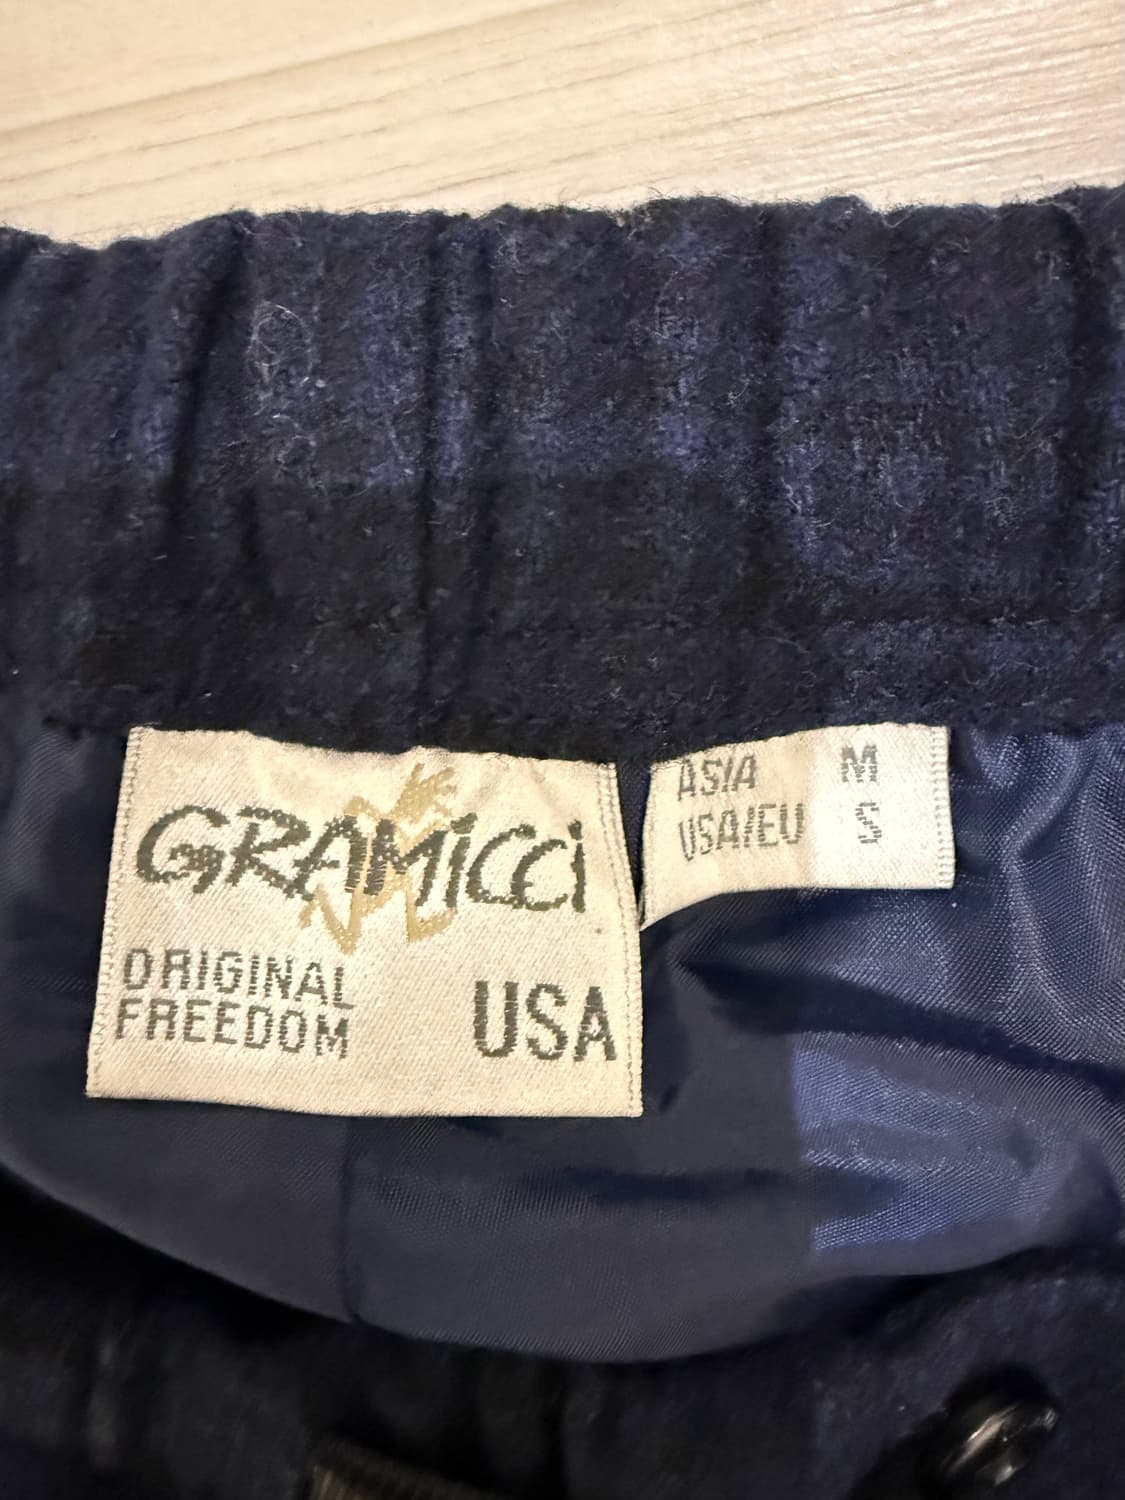 GRAMiCCi
ORIGINAL
FREEDOM
USA
ASIA M
USA/EU S